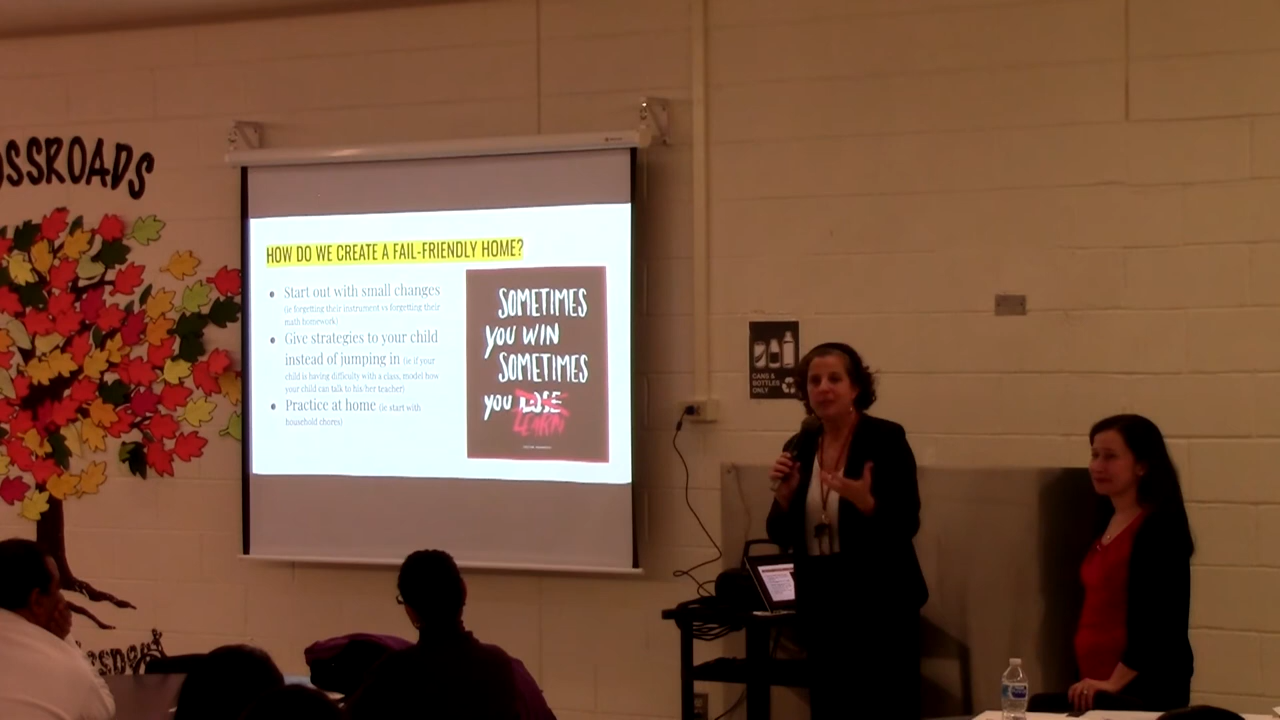 OSSROADS
HOW DO WE CREATE A FAIL-FRIENDLY HOME?
● Start out with small changes
(ie forgetting their instrument vs forgetting their
math homework)
● Give strategies to your child
instead of jumping in (ie if your
child is having difficulty with a class, model how
your child can talk to his/her teacher)
● Practice at home (ie start with
household chores)
SOMETIMES
YOU WIN
SOMETIMES
YOU LOSE
LEARN
CANS &
BOTTLES
ONLY